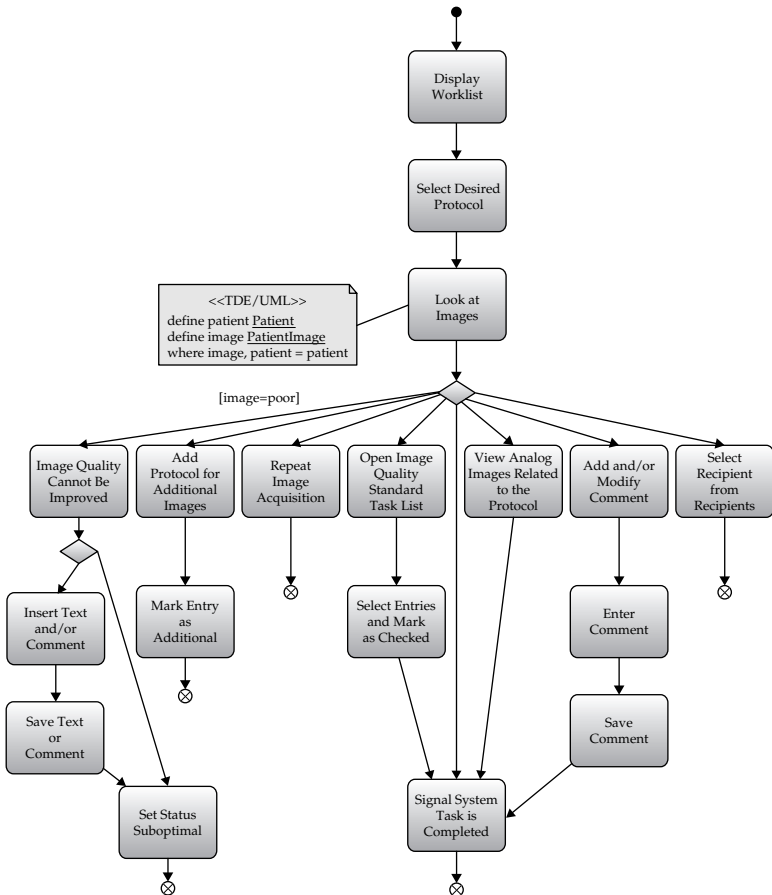 Display
Worklist
Select Desired
Protocol
Look at
Images
<<TDE/UML>>
define patient Patient
define image PatientImage
where image, patient = patient
[image=poor]
Image Quality
Cannot Be
Improved
Add
Protocol for
Additional
Images
Repeat
Image
Acquisition
Open Image
Quality
Standard
Task List
View Analog
Images Related
to the
Protocol
Add and/or
Modify
Comment
Select
Recipient
from
Recipients
Insert Text
and/or
Comment
Mark Entry
as
Additional
Select Entries
and Mark
as Checked
Enter
Comment
Save Text
or
Comment
Save
Comment
Set Status
Suboptimal
Signal System
Task is
Completed